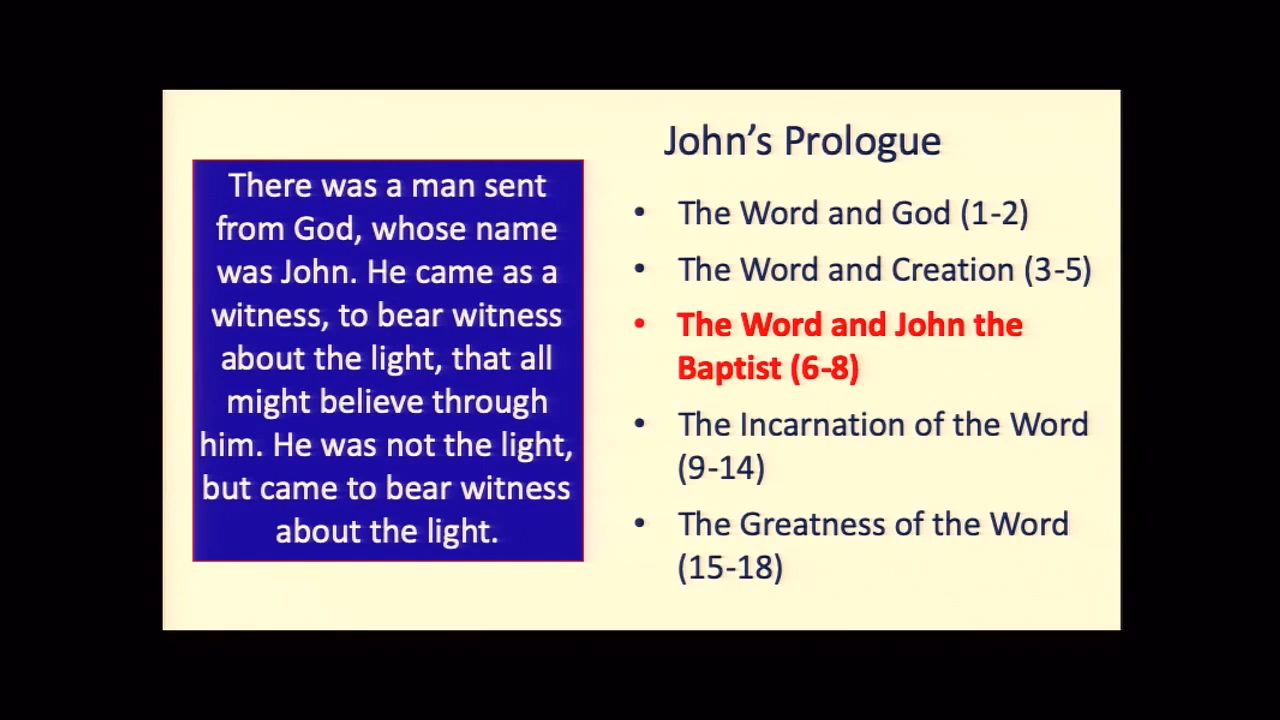 There was a man sent
from God, whose name
was John. He came as a
witness, to bear witness
about the light, that all
might believe through
him. He was not the light,
but came to bear witness
about the light.
John’s Prologue
• The Word and God (1-2)
• The Word and Creation (3-5)
• The Word and John the
Baptist (6-8)
• The Incarnation of the Word
(9-14)
• The Greatness of the Word
(15-18)